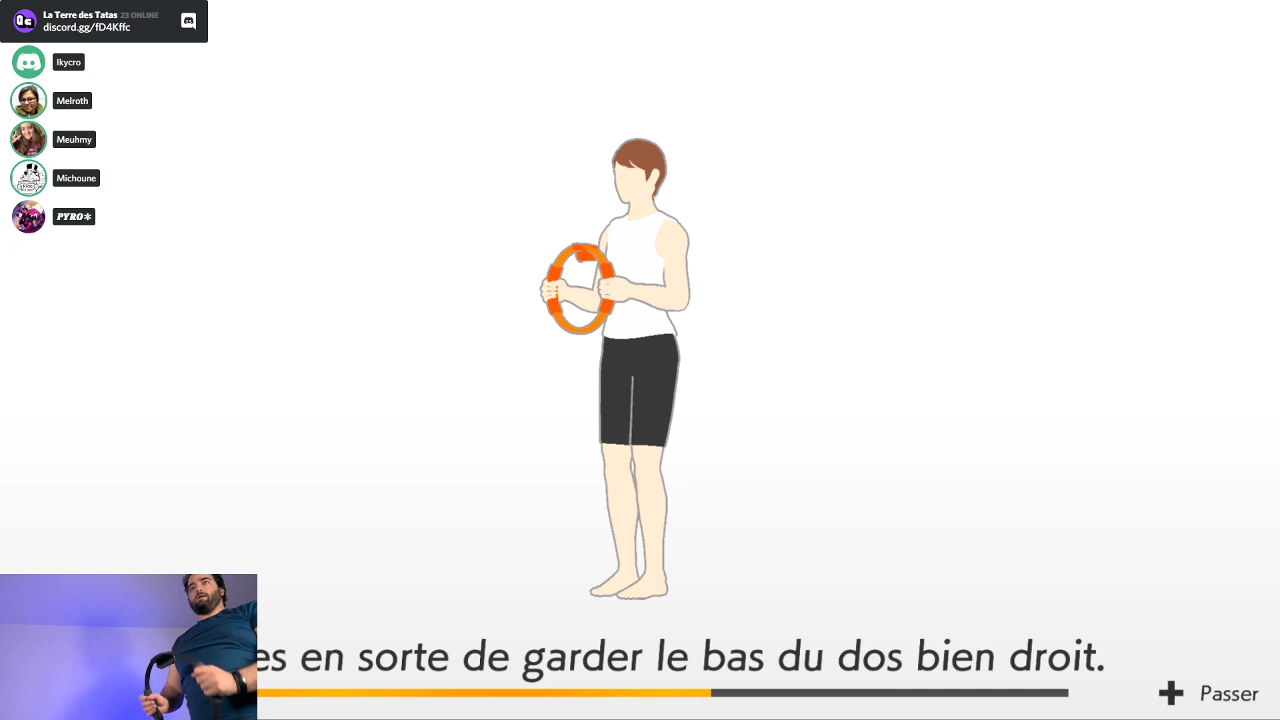 La Terre des Tatas 23 ONLINE
discord.gg/fD4Kffc
Ikycro
Melroth
Meuhmy
Michoune
PYRO*
es en sorte de garder le bas du dos bien droit.
Passer